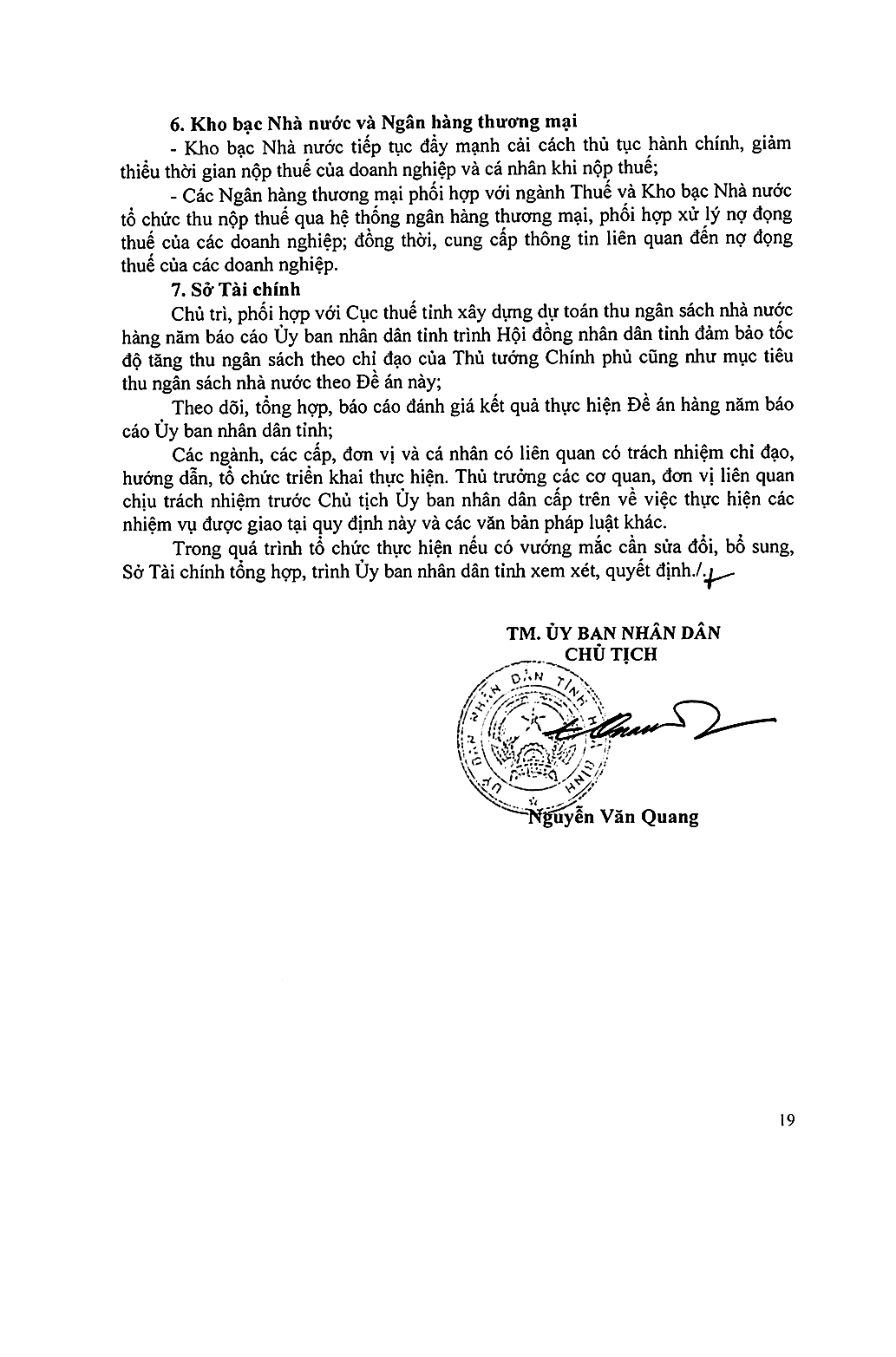 6. Kho bạc Nhà nước và Ngân hàng thương mại
- Kho bạc Nhà nước tiếp tục đẩy mạnh cải cách thủ tục hành chính, giảm
thiểu thời gian nộp thuế của doanh nghiệp và cá nhân khi nộp thuế;
- Các Ngân hàng thương mại phối hợp với ngành Thuế và Kho bạc Nhà nước
tổ chức thu nộp thuế qua hệ thống ngân hàng thương mại, phối hợp xử lý nợ đọng
thuế của các doanh nghiệp; đồng thời, cung cấp thông tin liên quan đến nợ đọng
thuế của các doanh nghiệp.
7. Sở Tài chính
Chủ trì, phối hợp với Cục thuế tỉnh xây dựng dự toán thu ngân sách nhà nước
hàng năm báo cáo Ủy ban nhân dân tỉnh trình Hội đồng nhân dân tỉnh đảm bảo tốc
độ tăng thu ngân sách theo chỉ đạo của Thủ tướng Chính phủ cũng như mục tiêu
thu ngân sách nhà nước theo Đề án này;
Theo dõi, tổng hợp, báo cáo đánh giá kết quả thực hiện Đề án hàng năm báo
cáo Ủy ban nhân dân tỉnh;
Các ngành, các cấp, đơn vị và cá nhân có liên quan có trách nhiệm chỉ đạo,
hướng dẫn, tổ chức triển khai thực hiện. Thủ trưởng các cơ quan, đơn vị liên quan
chịu trách nhiệm trước Chủ tịch Ủy ban nhân dân cấp trên về việc thực hiện các
nhiệm vụ được giao tại quy định này và các văn bản pháp luật khác.
Trong quá trình tổ chức thực hiện nếu có vướng mắc cần sửa đổi, bổ sung,
Sở Tài chính tổng hợp, trình Ủy ban nhân dân tỉnh xem xét, quyết định./.
TM. ỦY BAN NHÂN DÂN
CHỦ TỊCH
ỦY BAN NHÂN DÂN TỈNH HÒA BÌNH
Nguyễn Văn Quang
19